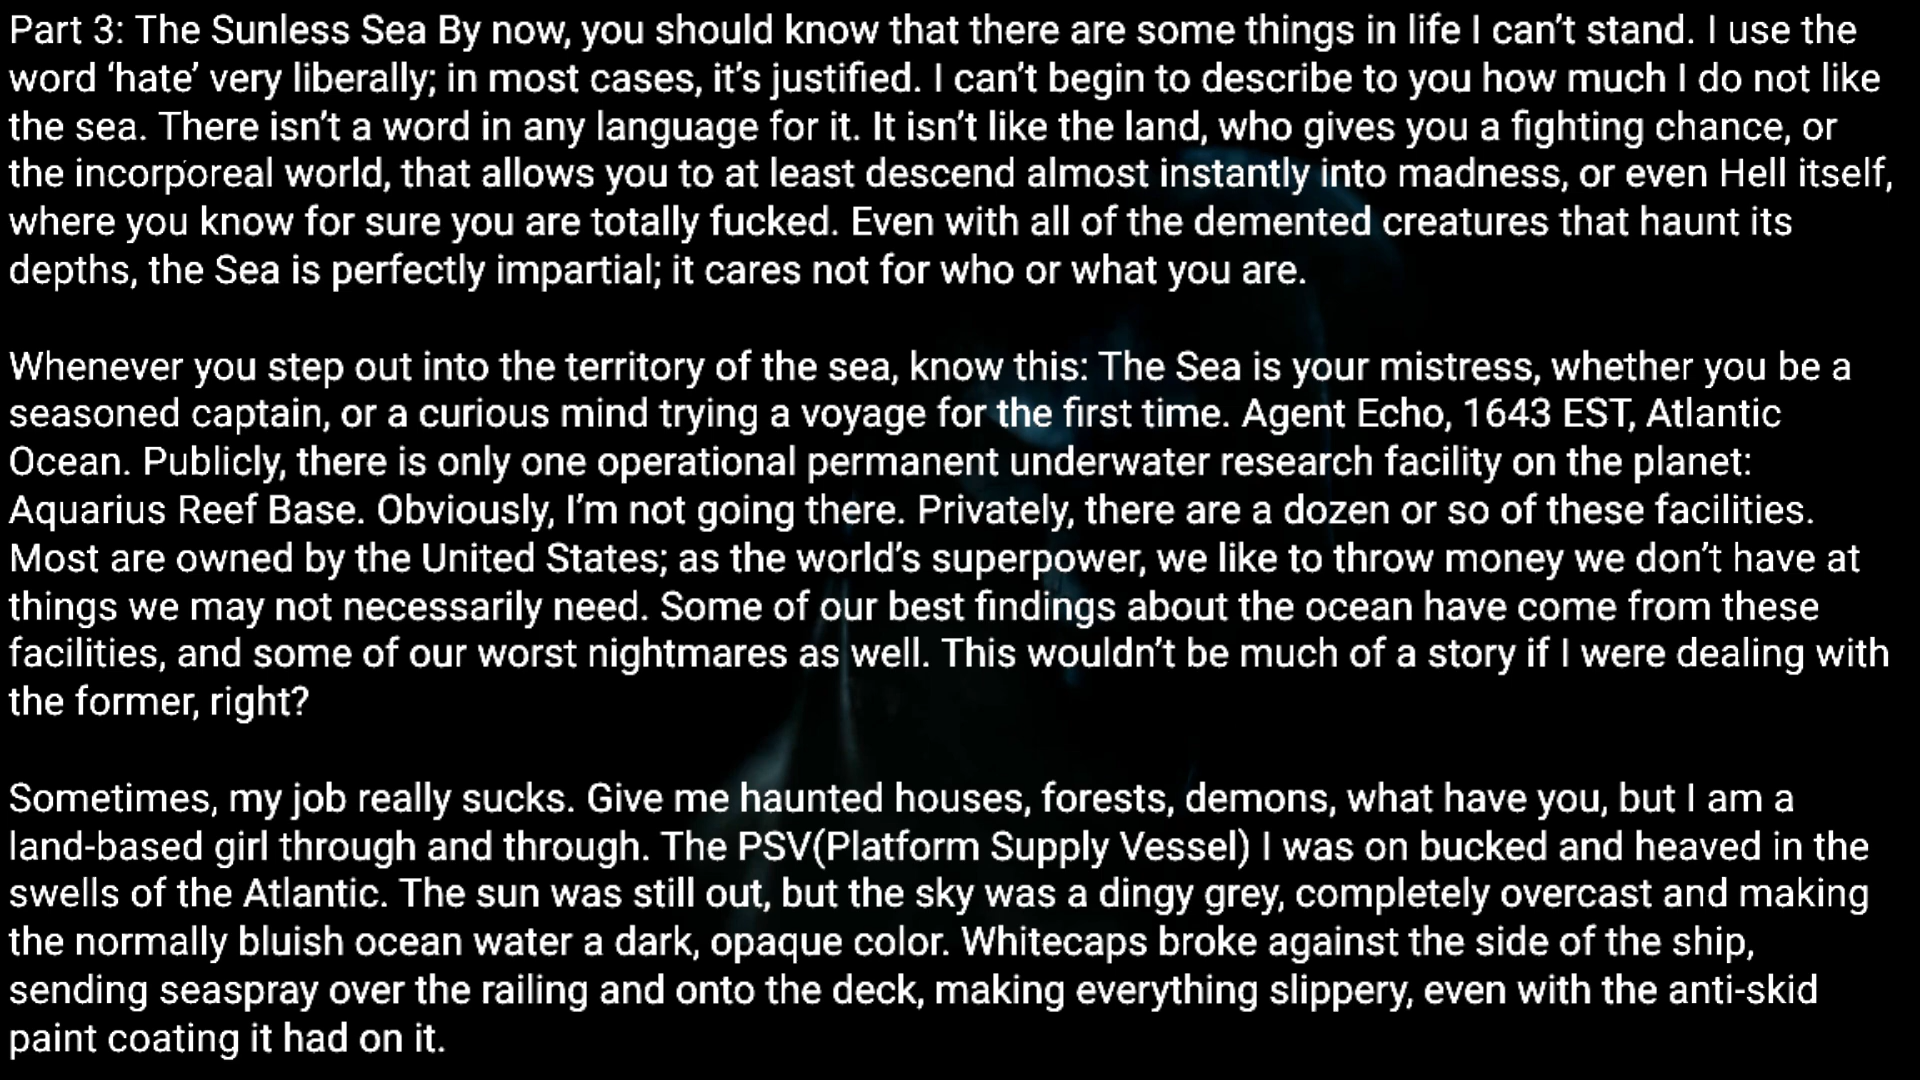 Part 3: The Sunless Sea By now, you should know that there are some things in life I can’t stand. I use the
word ‘hate’ very liberally; in most cases, it’s justified. I can’t begin to describe to you how much I do not like
the sea. There isn’t a word in any language for it. It isn’t like the land, who gives you a fighting chance, or
the incorporeal world, that allows you to at least descend almost instantly into madness, or even Hell itself,
where you know for sure you are totally fucked. Even with all of the demented creatures that haunt its
depths, the Sea is perfectly impartial; it cares not for who or what you are.
Whenever you step out into the territory of the sea, know this: The Sea is your mistress, whether you be a
seasoned captain, or a curious mind trying a voyage for the first time. Agent Echo, 1643 EST, Atlantic
Ocean. Publicly, there is only one operational permanent underwater research facility on the planet:
Aquarius Reef Base. Obviously, I’m not going there. Privately, there are a dozen or so of these facilities.
Most are owned by the United States; as the world’s superpower, we like to throw money we don’t have at
things we may not necessarily need. Some of our best findings about the ocean have come from these
facilities, and some of our worst nightmares as well. This wouldn’t be much of a story if I were dealing with
the former, right?
Sometimes, my job really sucks. Give me haunted houses, forests, demons, what have you, but I am a
land-based girl through and through. The PSV(Platform Supply Vessel) I was on bucked and heaved in the
swells of the Atlantic. The sun was still out, but the sky was a dingy grey, completely overcast and making
the normally bluish ocean water a dark, opaque color. Whitecaps broke against the side of the ship,
sending seaspray over the railing and onto the deck, making everything slippery, even with the anti-skid
paint coating it had on it.